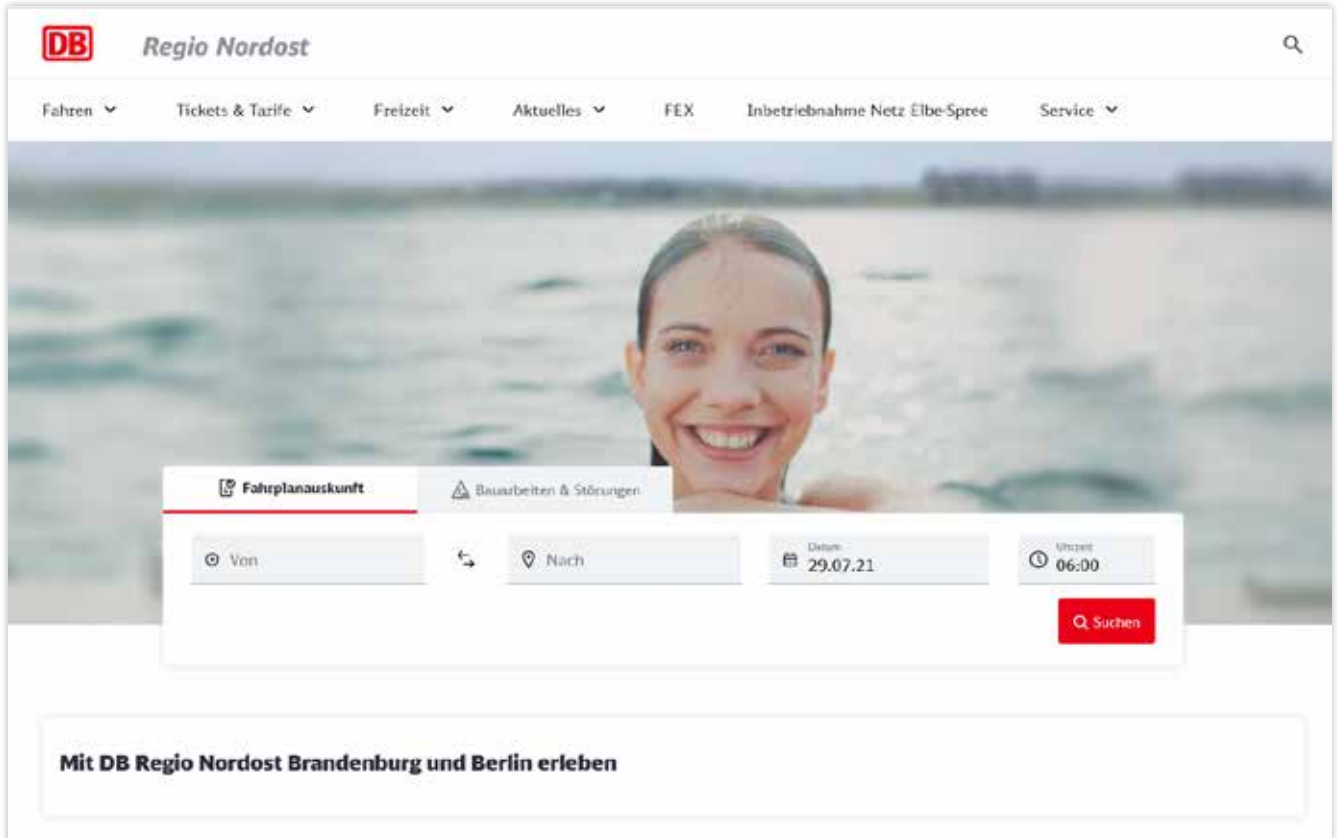 DB Regio Nordost
Fahren Tickets & Tarife Freizeit Aktuelles FEX Inbetriebnahme Netz Elbe-Spree Service
Fahrplanauskunft Bauarbeiten & Störungen
Von Nach Datum 29.07.21 Uhrzeit 06:00
Suchen
Mit DB Regio Nordost Brandenburg und Berlin erleben